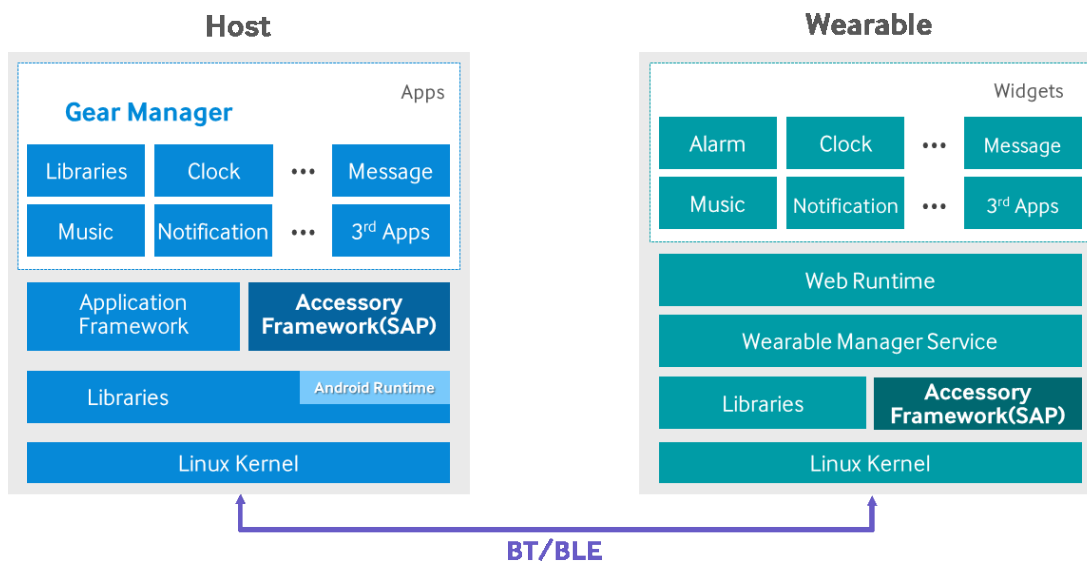 Host
Apps
Gear Manager
Libraries
Clock
...
Message
Music
Notification
...
3rd Apps
Application
Framework
Accessory
Framework(SAP)
Libraries
Android Runtime
Linux Kernel
Wearable
Widgets
Alarm
Clock
...
Message
Music
Notification
...
3rd Apps
Web Runtime
Wearable Manager Service
Libraries
Accessory
Framework(SAP)
Linux Kernel
BT/BLE